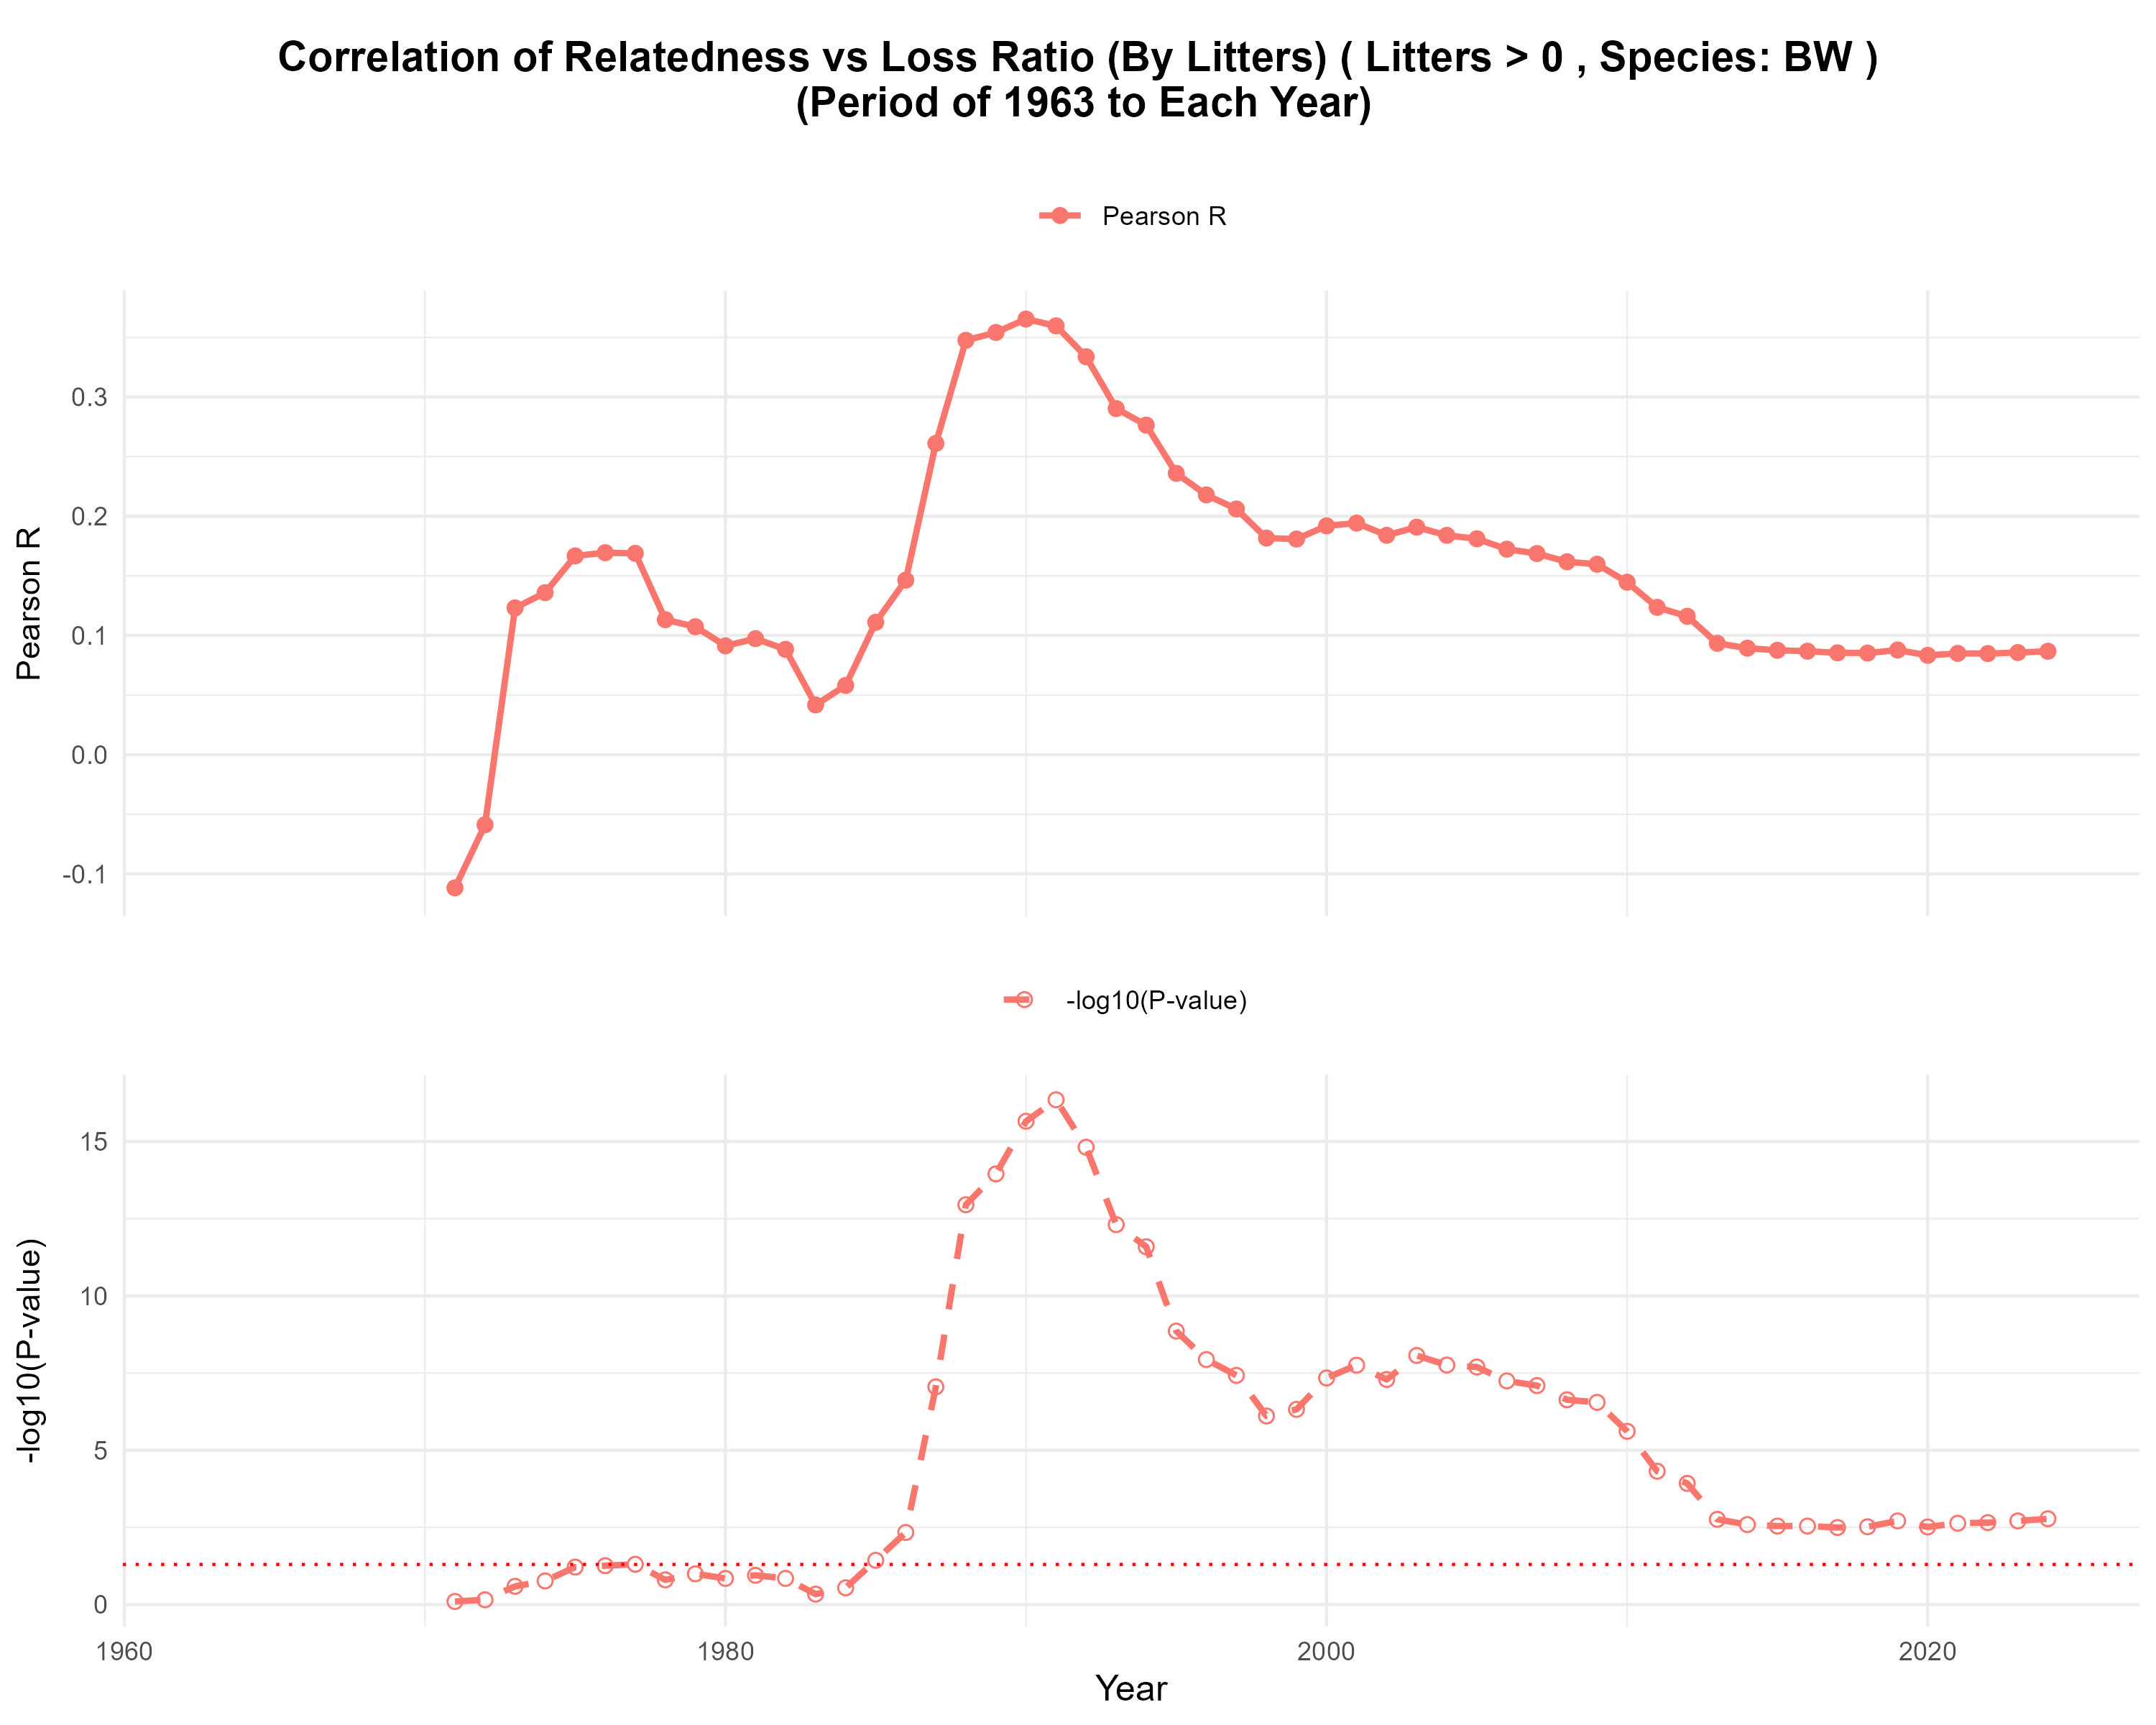 Correlation of Relatedness vs Loss Ratio (By Litters) ( Litters > 0 , Species: BW )
(Period of 1963 to Each Year)
Pearson R
Pearson R
0.3
0.2
0.1
0.0
-0.1
-log10(P-value)
-log10(P-value)
15
10
5
0
1960
1980
2000
2020
Year